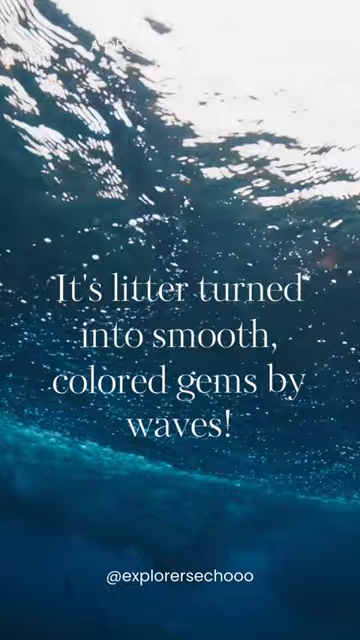 It's litter turned
into smooth,
colored gems by
waves!
@explorersechooo